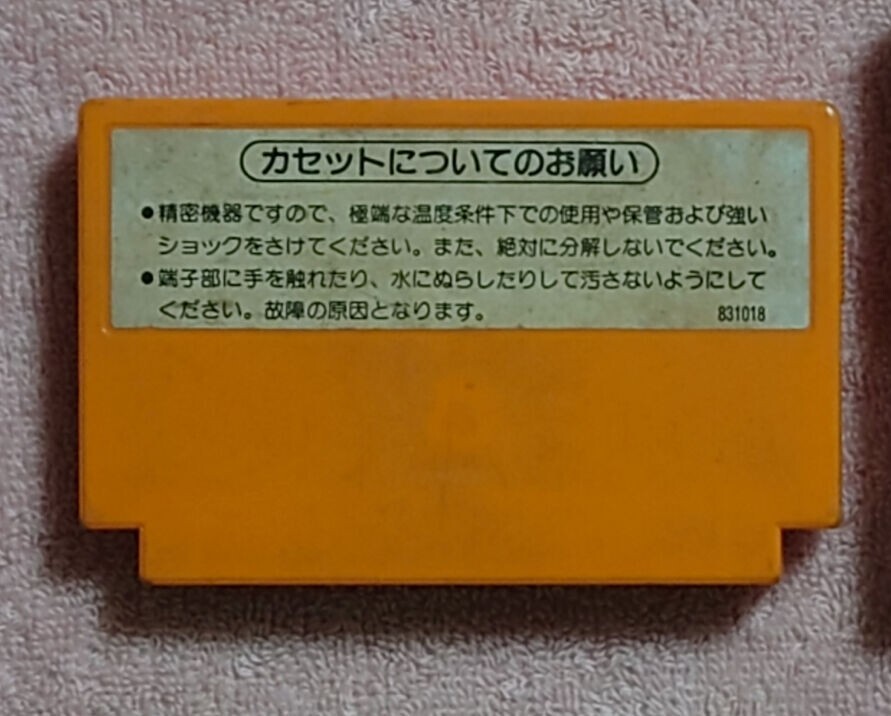 カセットについてのお願い
●精密機器ですので、極端な温度条件下での使用や保管および強い
ショックをさけてください。また、絶対に分解しないでください。
●端子部に手を触れたり、水にぬらしたりして汚さないようにして
ください。故障の原因となります。
831018